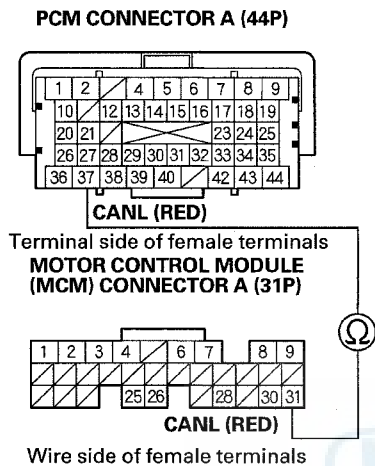 PCM CONNECTOR A (44P)
1 2 4 5 6 7 8 9
10 12 13 14 15 16 17 18 19
20 21 23 24 25
26 27 28 29 30 31 32 33 34 35
36 37 38 39 40 42 43 44
CANL (RED)
Terminal side of female terminals
MOTOR CONTROL MODULE
(MCM) CONNECTOR A (31P)
Ω
1 2 3 4 6 7 8 9
25 26 28 30 31
CANL (RED)
Wire side of female terminals